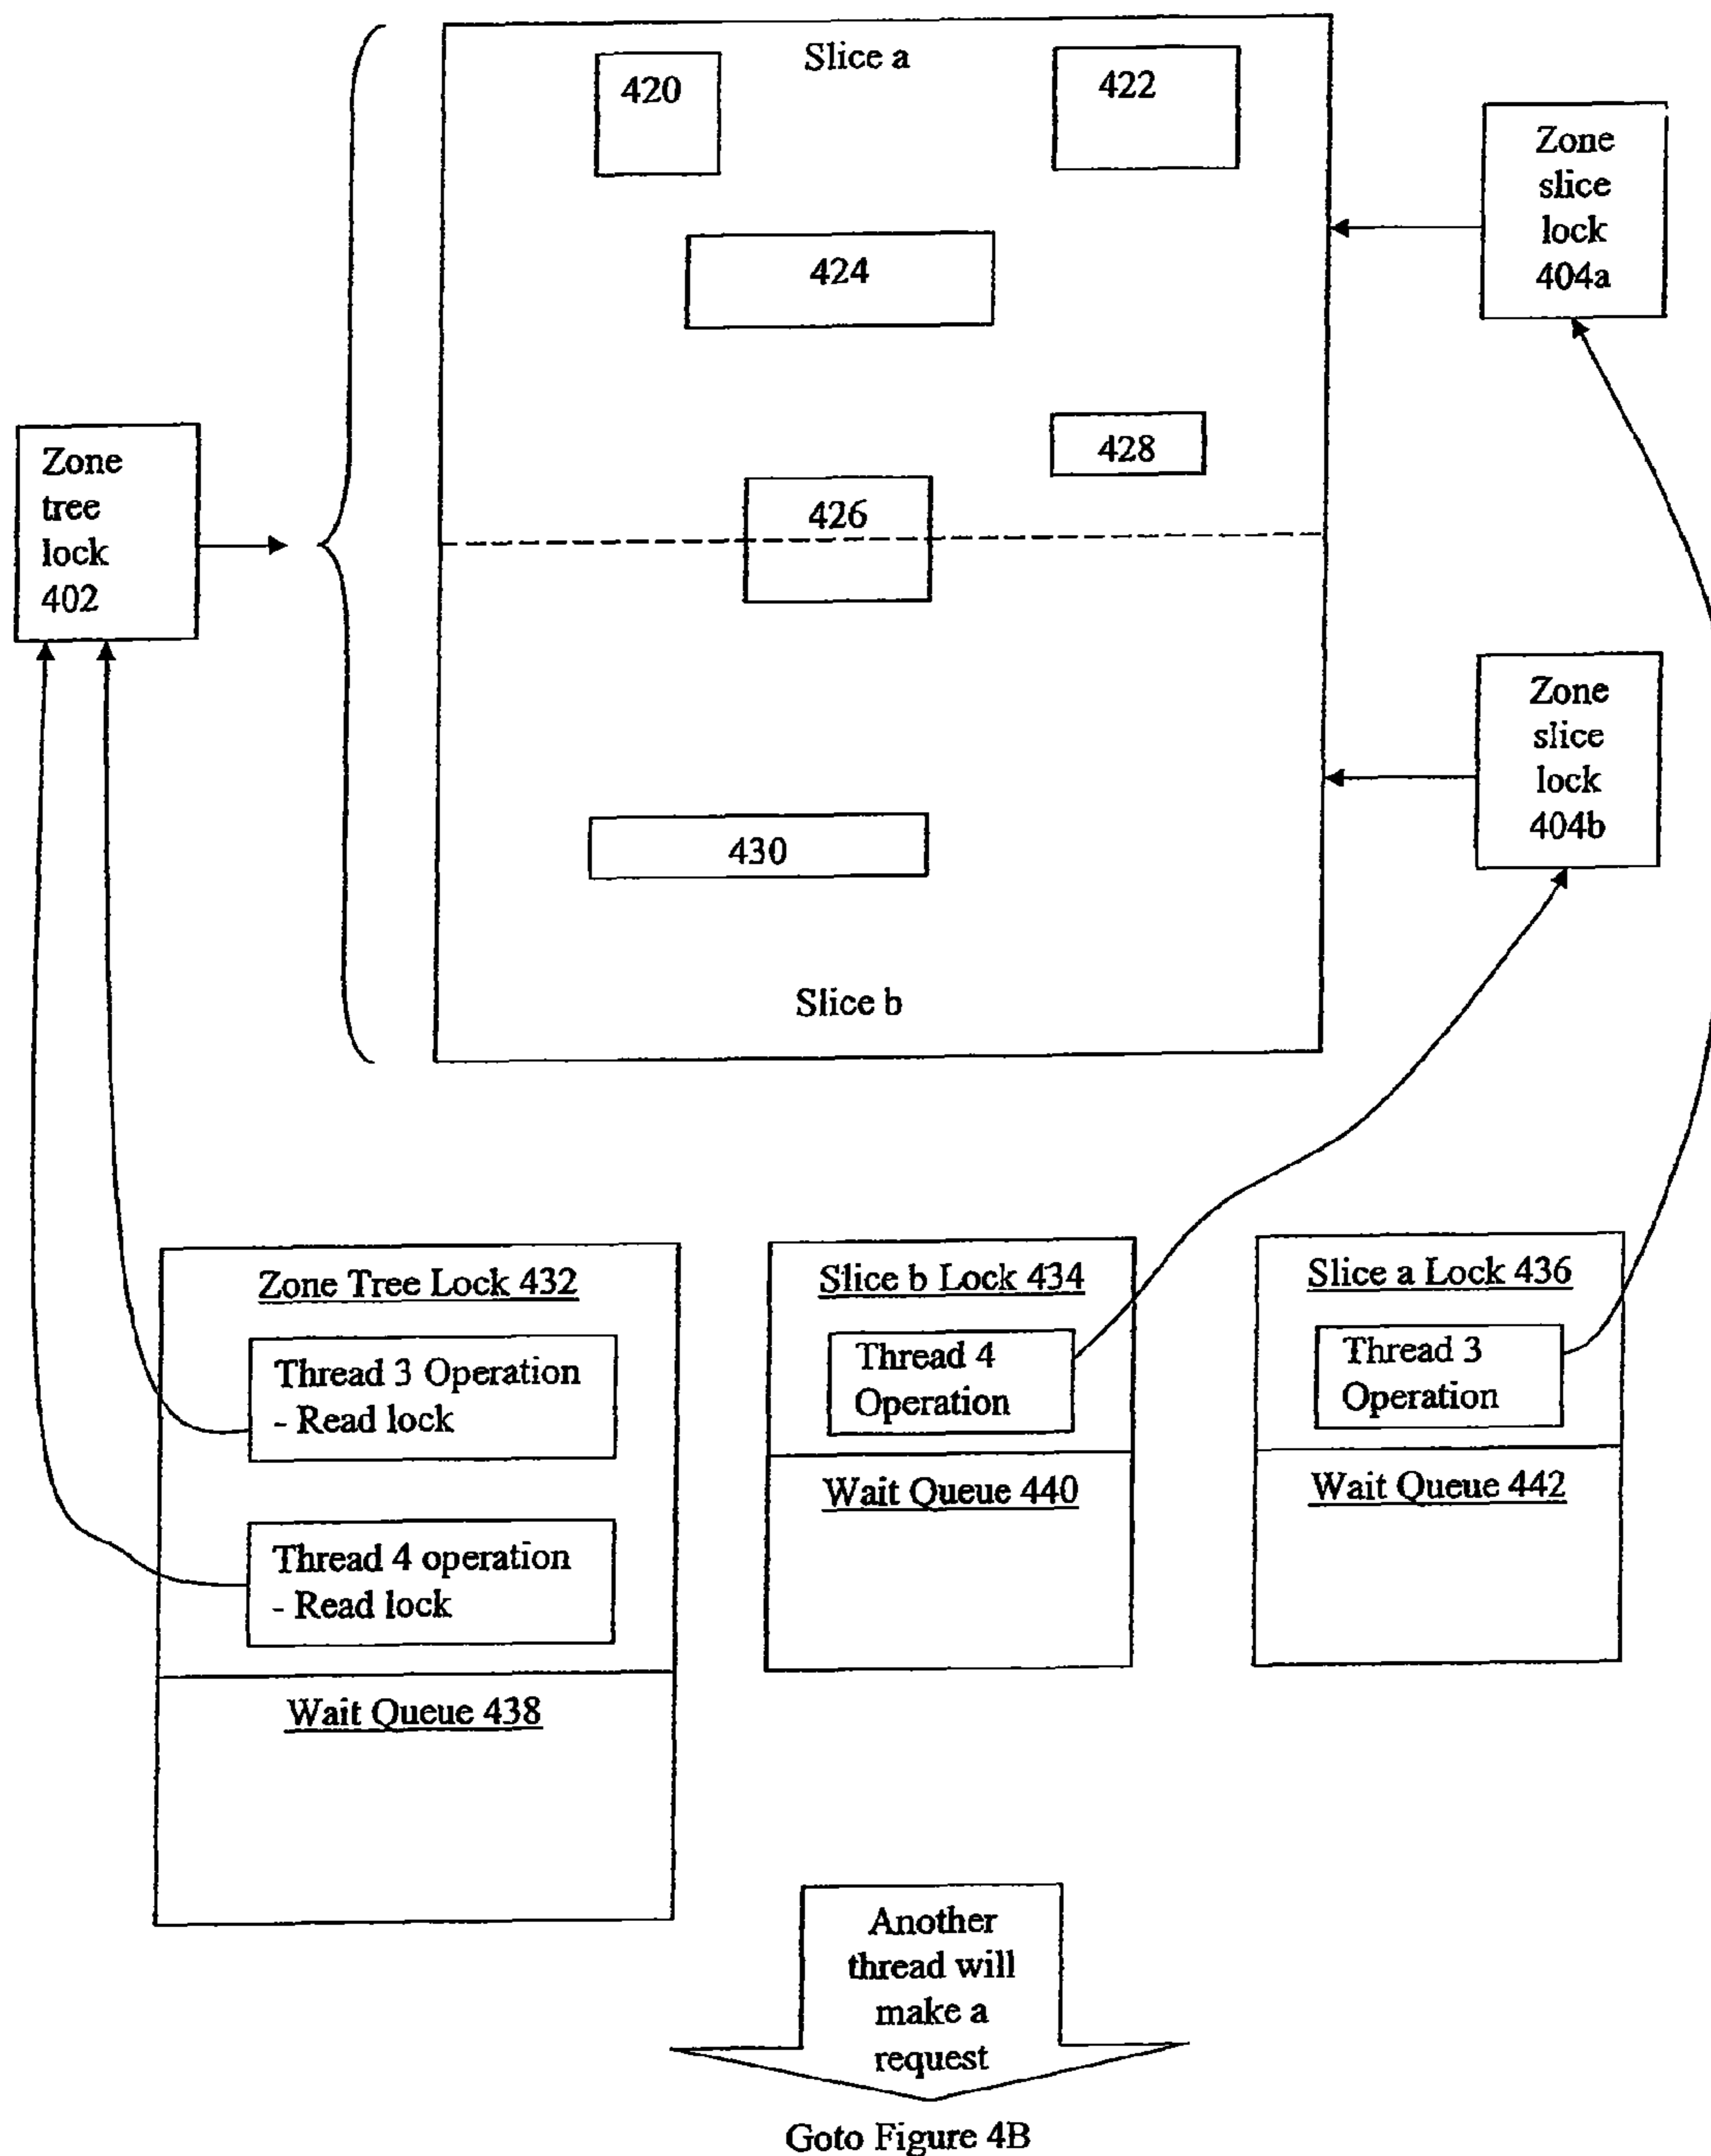 Slice a
420
422
424
428
426
430
Slice b
Zone
tree
lock
402
Zone
slice
lock
404a
Zone
slice
lock
404b
Zone Tree Lock 432
Thread 3 Operation
- Read lock
Thread 4 operation
- Read lock
Wait Queue 438
Slice b Lock 434
Thread 4
Operation
Wait Queue 440
Slice a Lock 436
Thread 3
Operation
Wait Queue 442
Another
thread will
make a
request
Goto Figure 4B